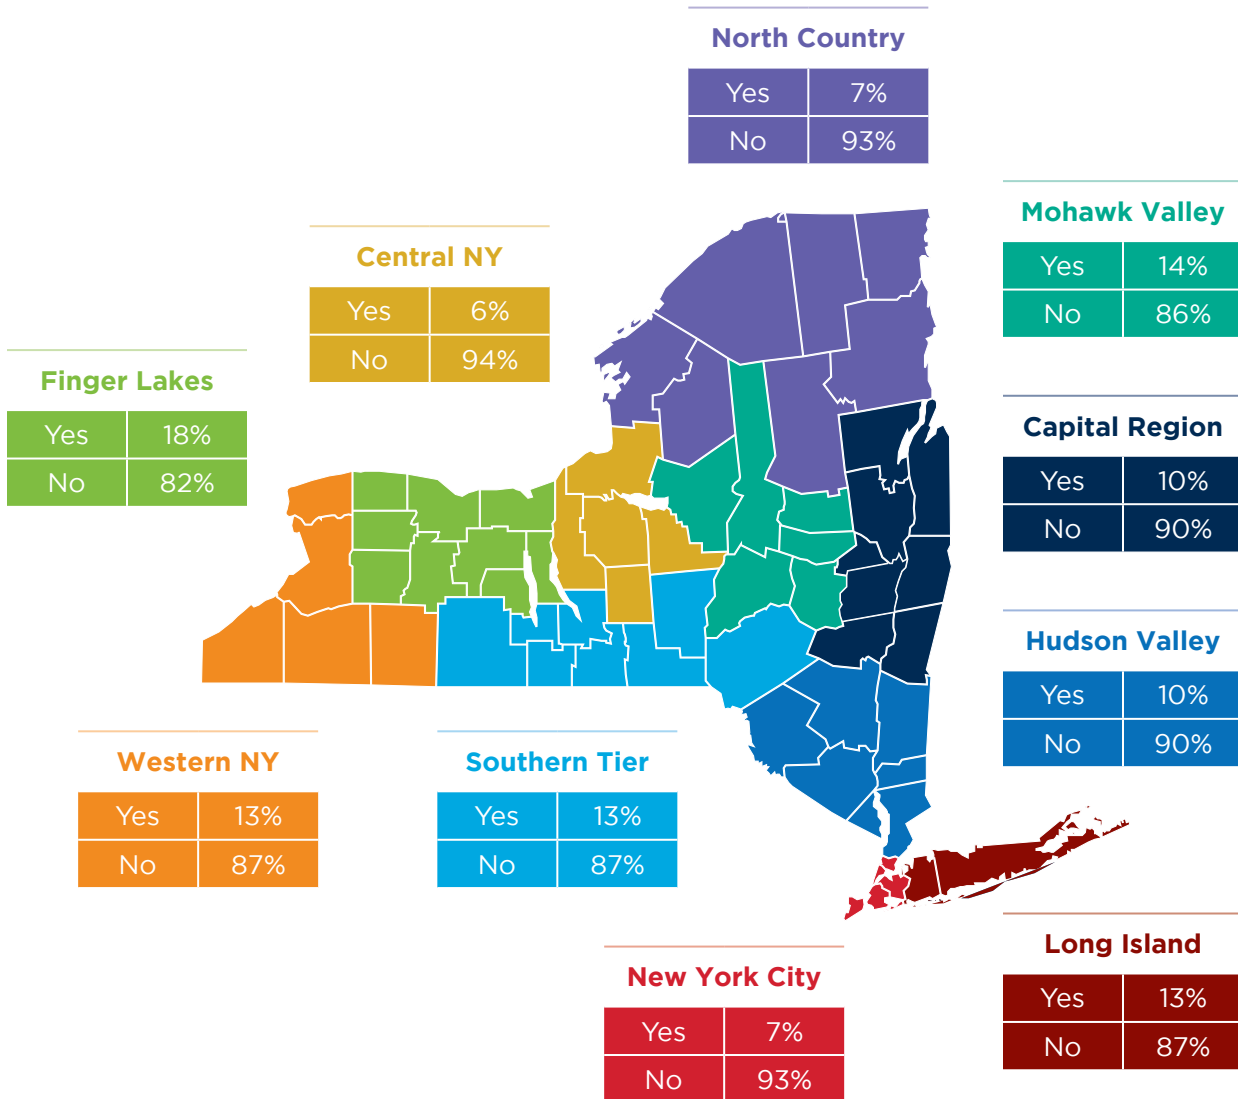 North Country
Yes 7%
No 93%
Mohawk Valley
Yes 14%
No 86%
Central NY
Yes 6%
No 94%
Finger Lakes
Yes 18%
No 82%
Capital Region
Yes 10%
No 90%
Hudson Valley
Yes 10%
No 90%
Western NY
Yes 13%
No 87%
Southern Tier
Yes 13%
No 87%
Long Island
Yes 13%
No 87%
New York City
Yes 7%
No 93%